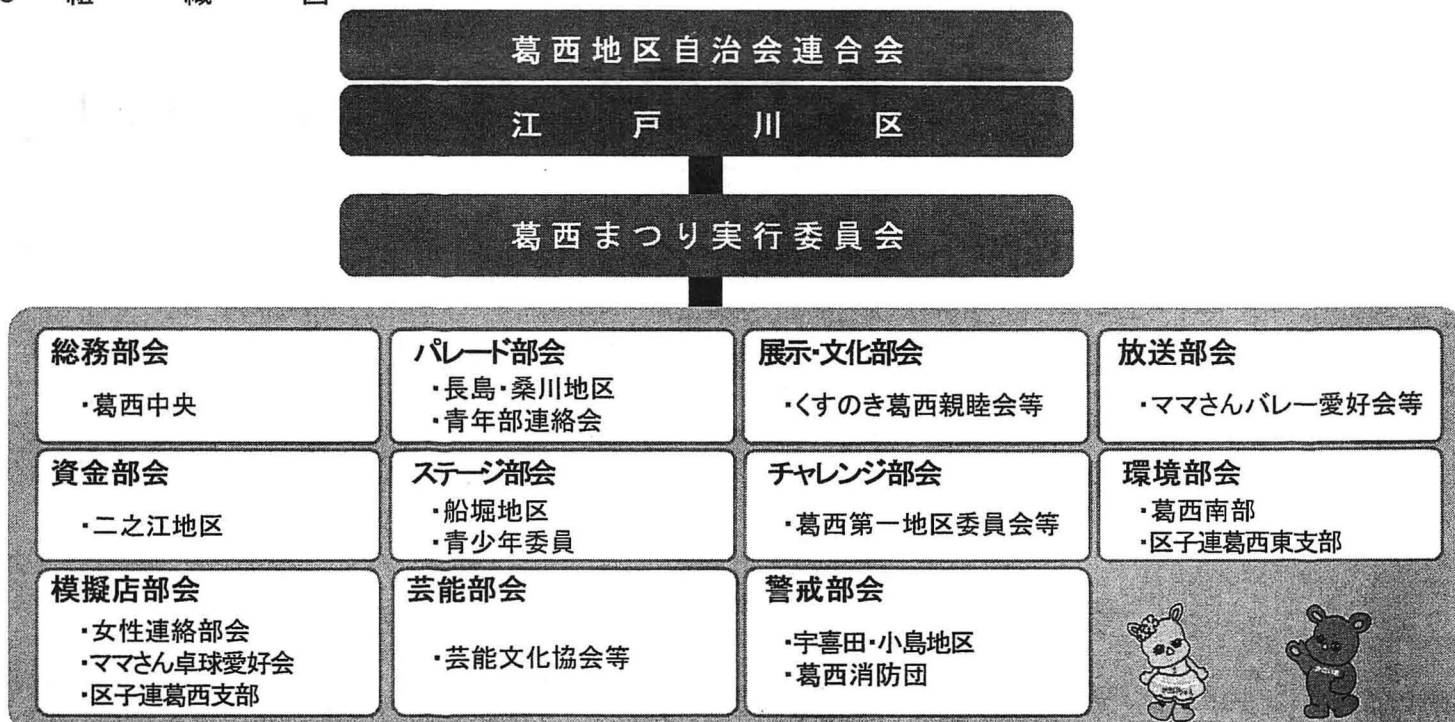 組織図
葛西地区自治会連合会
江戸川区
葛西まつり実行委員会
総務部会
・葛西中央
パレード部会
・長島・桑川地区
・青年部連絡会
展示・文化部会
・くすのき葛西親睦会等
放送部会
・ママさんバレー愛好会等
資金部会
・二之江地区
ステージ部会
・船堀地区
・青少年委員
チャレンジ部会
・葛西第一地区委員会等
環境部会
・葛西南部
・区子連葛西東支部
模擬店部会
・女性連絡部会
・ママさん卓球愛好会
・区子連葛西支部
芸能部会
・芸能文化協会等
警戒部会
・宇喜田・小島地区
・葛西消防団